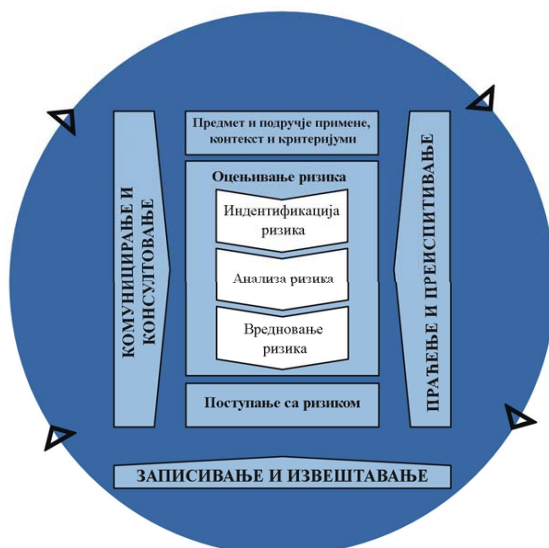 Предмет и подручје примене,
контекст и критеријуми
Оцењивање ризика
Индентификација
ризика
Анализа ризика
Вредновање
ризика
Поступање са ризиком
КОМУНИЦИРАЊЕ И
КОНСУЛТОВАЊЕ
ПРАЋЕЊЕ И ПРЕИСПИТИВАЊЕ
ЗАПИСИВАЊЕ И ИЗВЕШТАВАЊЕ